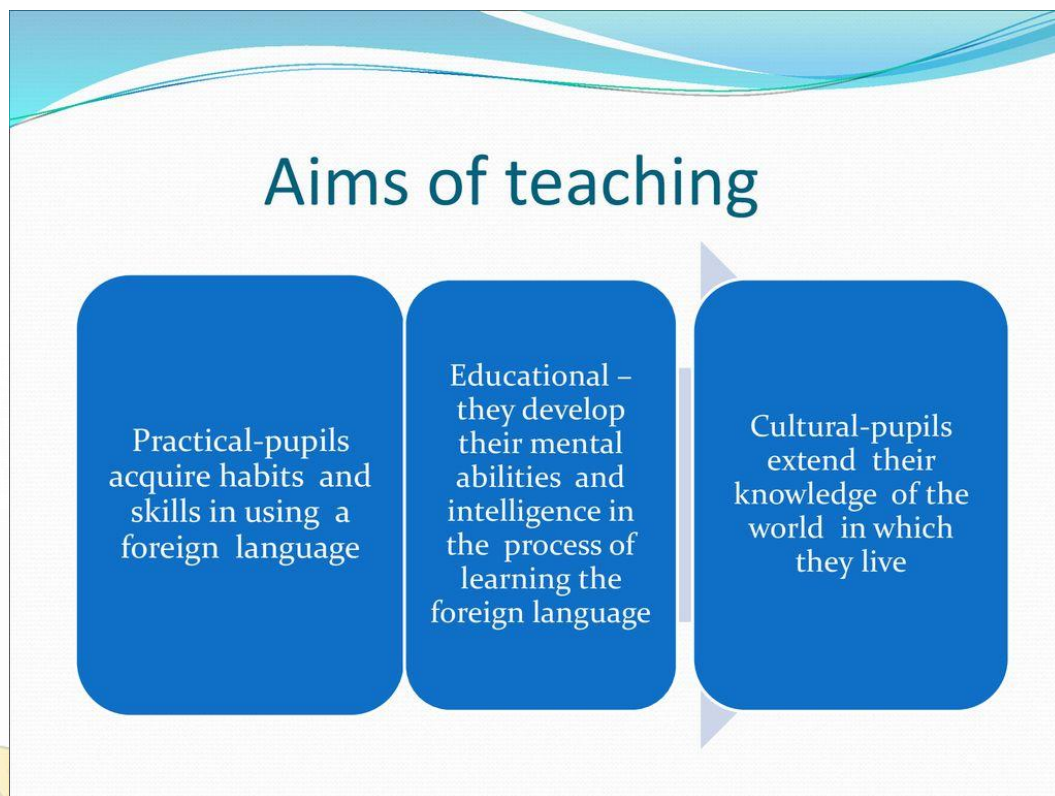 Aims of teaching
Practical-pupils
acquire habits  and
skills in using  a
foreign  language
Educational –
they develop
their mental
abilities  and
intelligence in
the  process of
learning the
foreign language
Cultural-pupils
extend  their
knowledge  of the
world  in which
they live